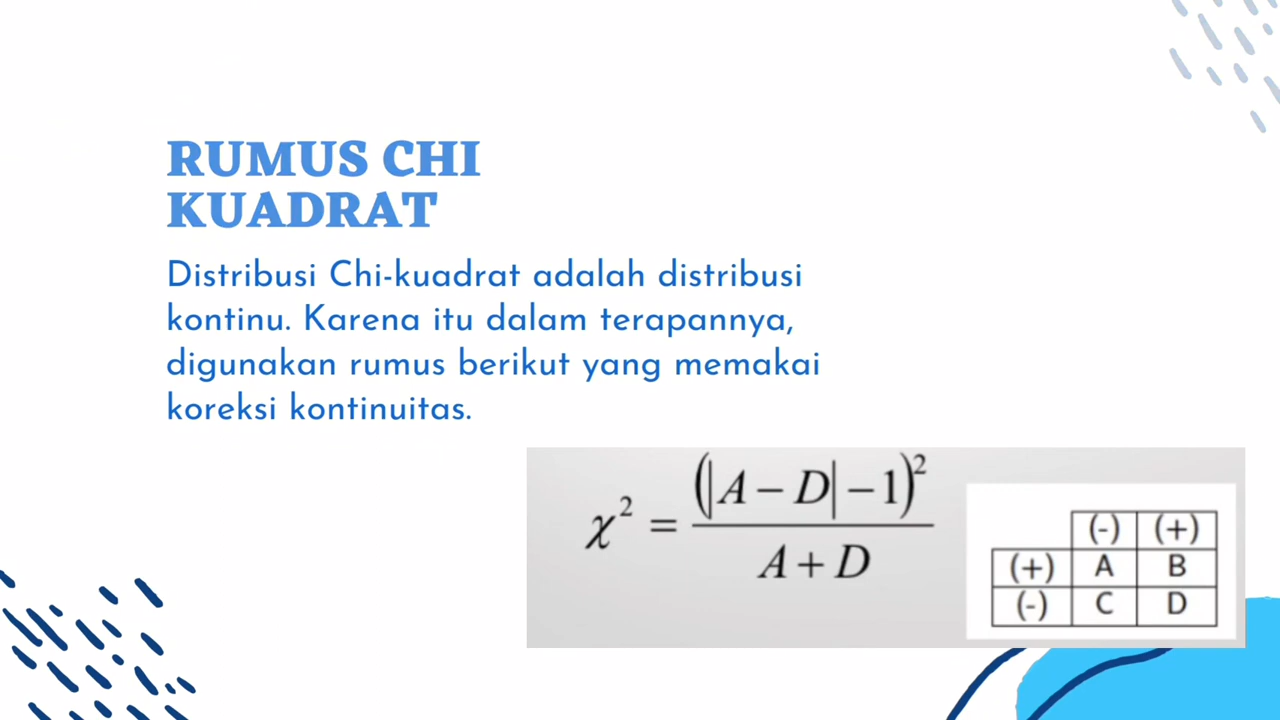 RUMUS CHI
KUADRAT
Distribusi Chi-kuadrat adalah distribusi
kontinu. Karena itu dalam terapannya,
digunakan rumus berikut yang memakai
koreksi kontinuitas.
χ² = (|A − D| − 1)² / (A + D)
(-) (+)
(+) A B
(-) C D